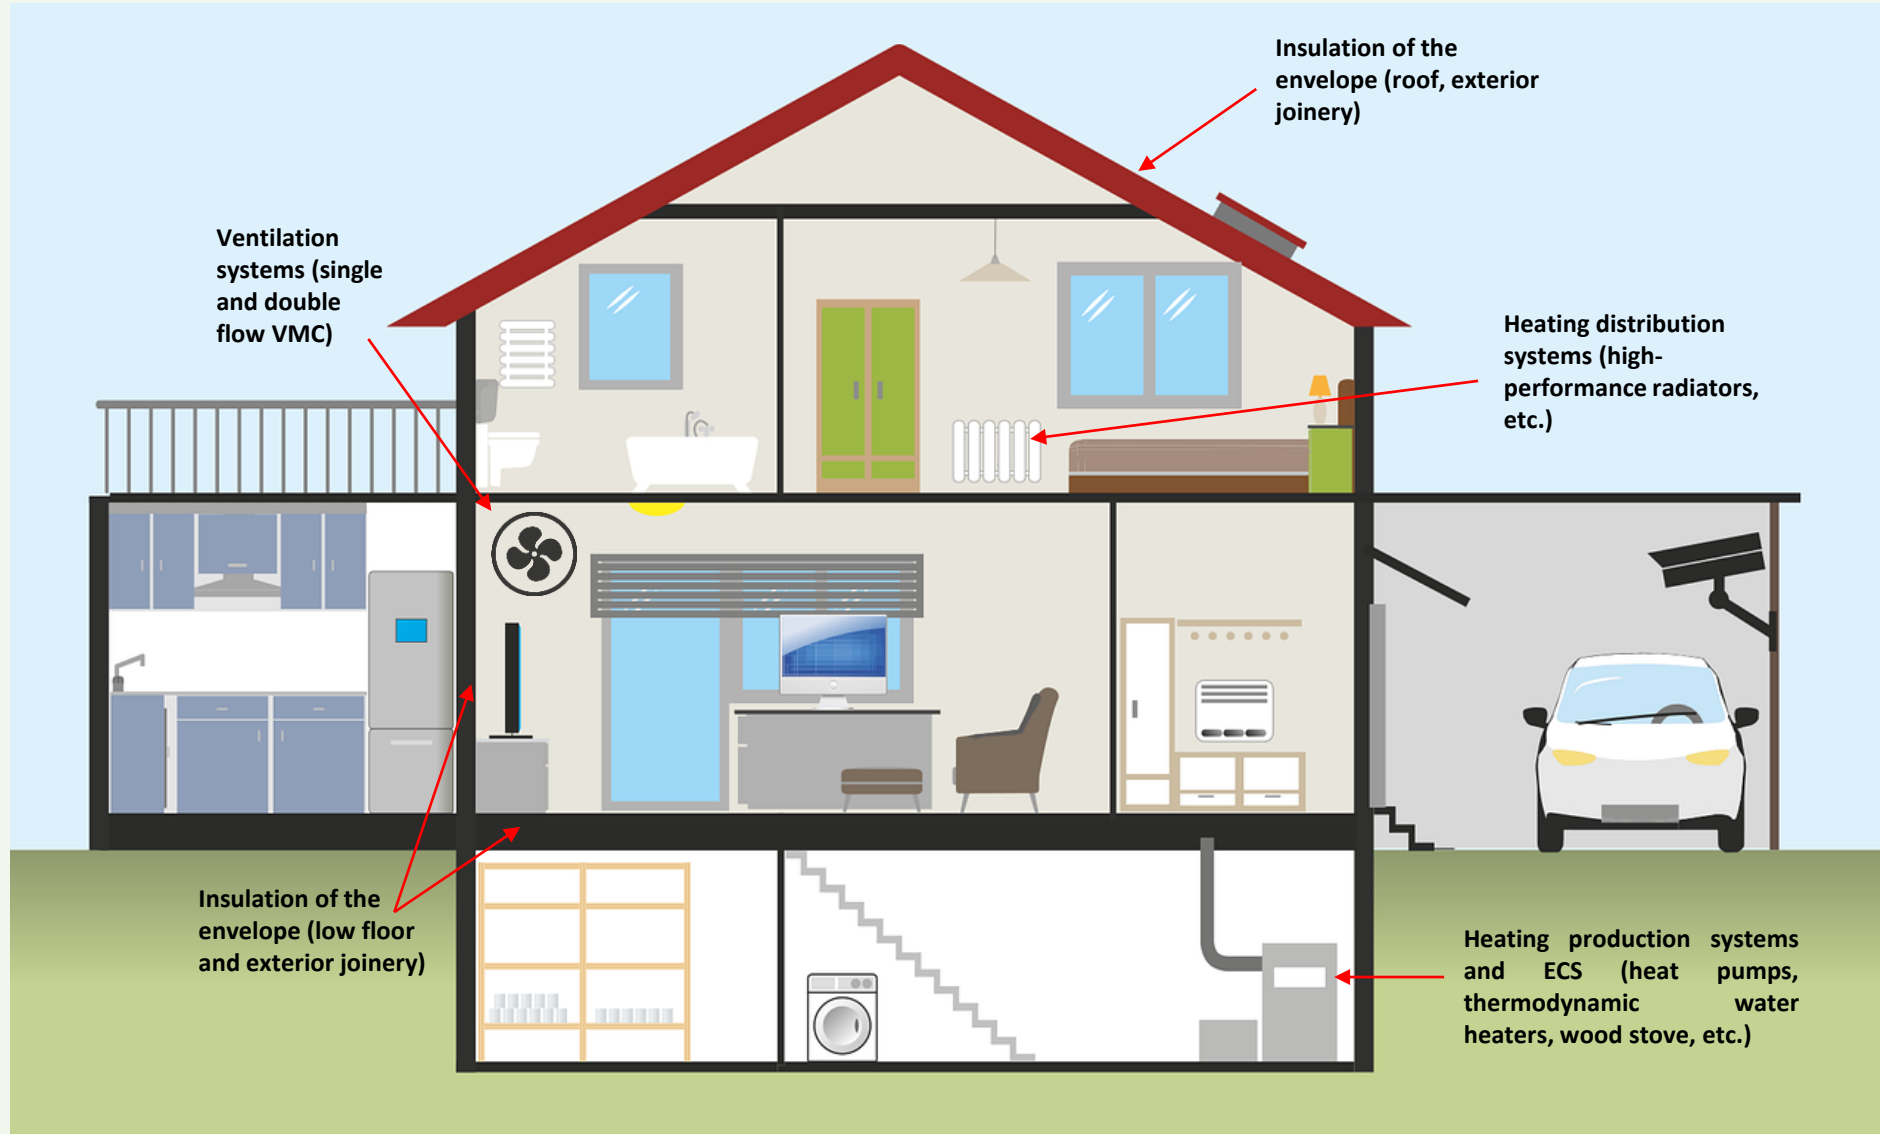 Insulation of the
envelope (roof, exterior
joinery)
Ventilation
systems (single
and double
flow VMC)
Heating distribution
systems (high-
performance radiators,
etc.)
Insulation of the
envelope (low floor
and exterior joinery)
Heating production systems
and ECS (heat pumps,
thermodynamic water
heaters, wood stove, etc.)